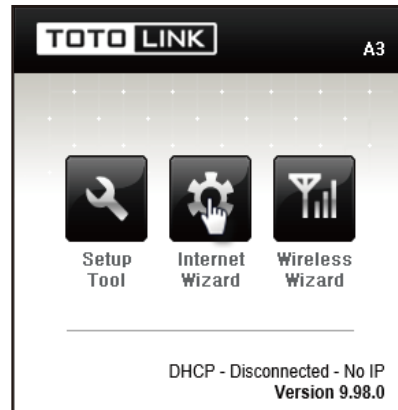 TOTO LINK
A3
Setup Tool
Internet Wizard
Wireless Wizard
DHCP - Disconnected - No IP
Version 9.98.0